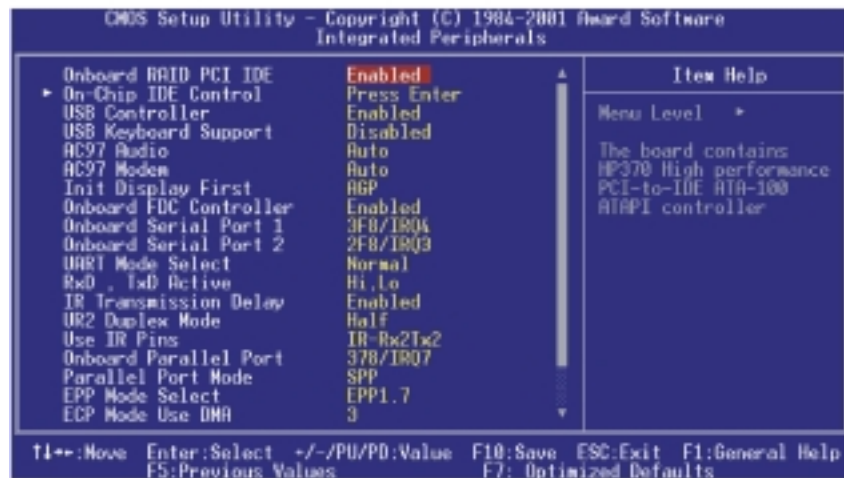 CMOS Setup Utility - Copyright (C) 1984-2001 Award Software
Integrated Peripherals
Onboard RAID PCI IDE Enabled
► On-Chip IDE Control Press Enter
USB Controller Enabled
USB Keyboard Support Disabled
AC97 Audio Auto
AC97 Modem Auto
Init Display First AGP
Onboard FDC Controller Enabled
Onboard Serial Port 1 3F8/IRQ4
Onboard Serial Port 2 2F8/IRQ3
UART Mode Select Normal
RxD , TxD Active Hi,Lo
IR Transmission Delay Enabled
UR2 Duplex Mode Half
Use IR Pins IR-Rx2Tx2
Onboard Parallel Port 378/IRQ7
Parallel Port Mode SPP
EPP Mode Select EPP1.7
ECP Mode Use DMA 3
Item Help
Menu Level ►
The board contains
HP370 High performance
PCI-to-IDE ATA-100
ATAPI controller
↑↓→←:Move Enter:Select +/-/PU/PD:Value F10:Save ESC:Exit F1:General Help
F5:Previous Values F7: Optimized Defaults